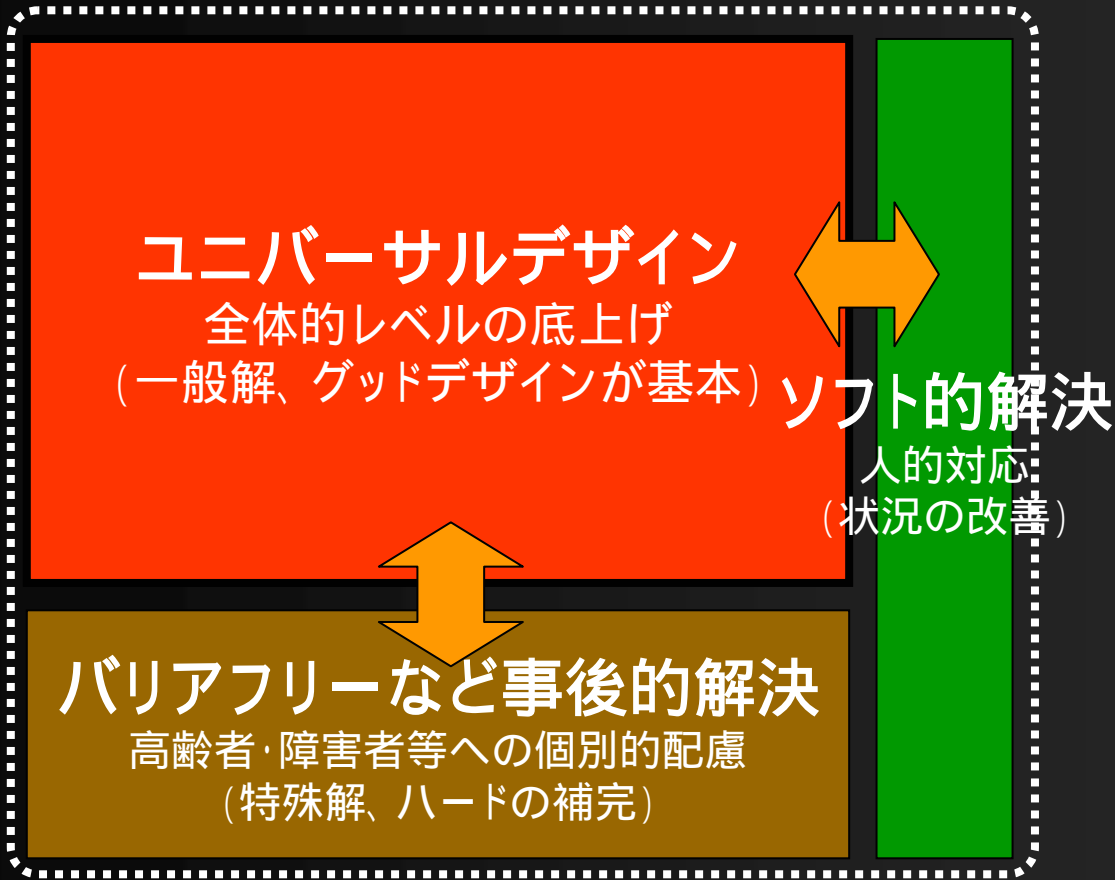 ユニバーサルデザイン
全体的レベルの底上げ
(一般解、グッドデザインが基本)
ソフト的解決
人的対応
(状況の改善)
バリアフリーなど事後的解決
高齢者・障害者等への個別的配慮
(特殊解、ハードの補完)